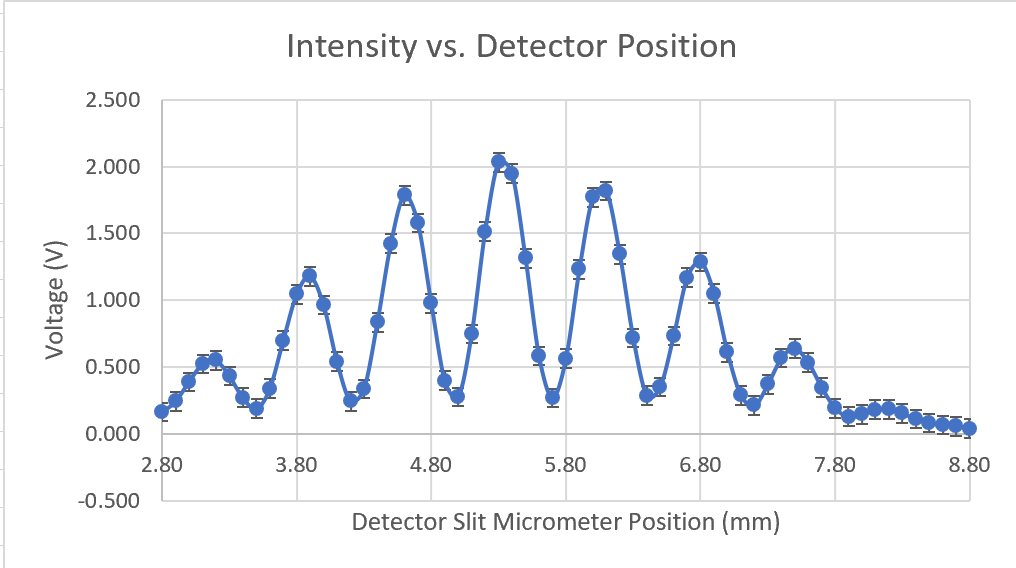 Intensity vs. Detector Position
2.500
2.000
1.500
1.000
0.500
0.000
-0.500
2.80 3.80 4.80 5.80 6.80 7.80 8.80
Voltage (V)
Detector Slit Micrometer Position (mm)